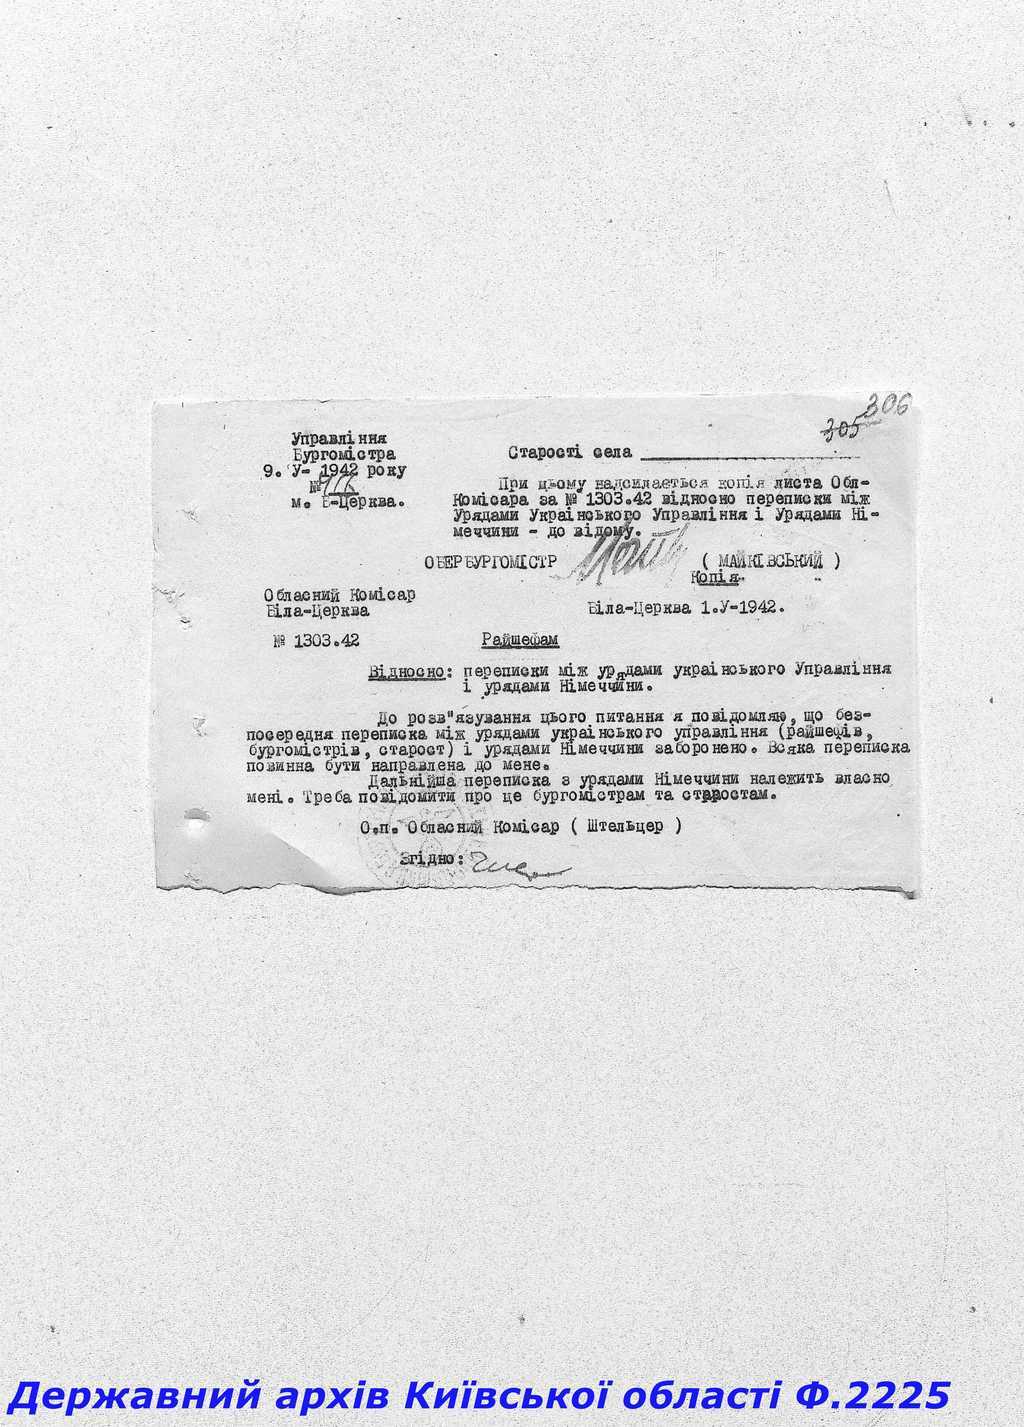 306
305
Управління
Бургомістра
9. У- 1942 року
№
м. Б-Церква.
Старості села
При цьому надсилається копія листа Обл-
Комісара за № 1303.42 відносно переписки між
Урядами Українського Управління і Урядами Ні-
меччини - до відому.
ОБЕРБУРГОМІСТР ( МАЙКІВСЬКИЙ )
Копія
Обласний Комісар
Біла-Церква
Біла-Церква 1.У-1942.
№ 1303.42 Райшефам
Відносно: переписки між урядами українського Управління
і урядами Німеччини.
До розв"язування цього питання я повідомляю, що без-
посередня переписка між урядами українського управління (райшефів,
бургомістрів, старост) і урядами Німеччини заборонено. Всяка переписка
повинна бути направлена до мене.
Дальнійша переписка з урядами Німеччини належить власно
мені. Треба повідомити про це бургомістрам та старостам.
О.п. Обласний Комісар ( Штельцер )
Згідно:
Державний архів Київської області Ф.2225